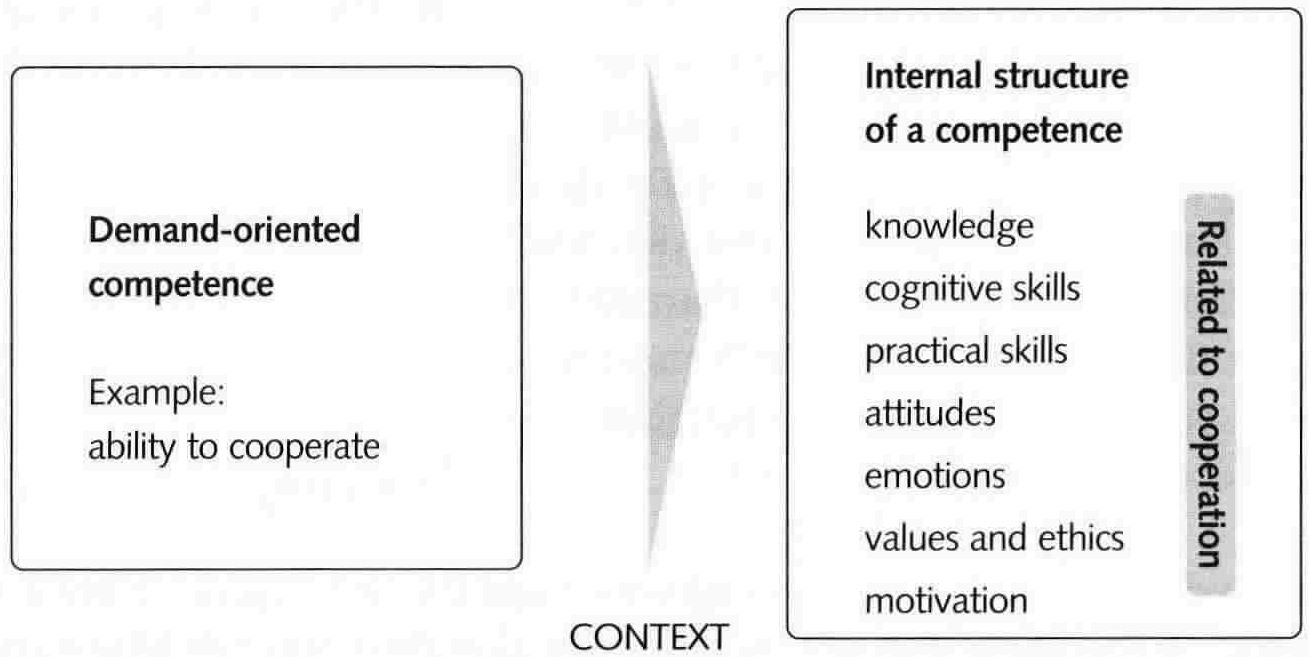 Demand-oriented
competence
Example:
ability to cooperate
CONTEXT
Internal structure
of a competence
knowledge
cognitive skills
practical skills
attitudes
emotions
values and ethics
motivation
Related to cooperation